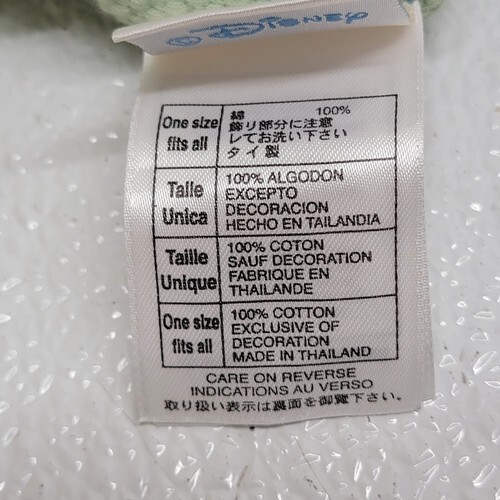 © Disney
One size
fits all
綿 100%
飾リ部分に注意
してお洗い下さい
タイ製
Talle
Unica
100% ALGODON
EXCEPTO
DECORACION
HECHO EN TAILANDIA
Taille
Unique
100% COTON
SAUF DECORATION
FABRIQUE EN
THAILANDE
One size
fits all
100% COTTON
EXCLUSIVE OF
DECORATION
MADE IN THAILAND
CARE ON REVERSE
INDICATIONS AU VERSO
取り扱い表示は裏面を御覧下さい.